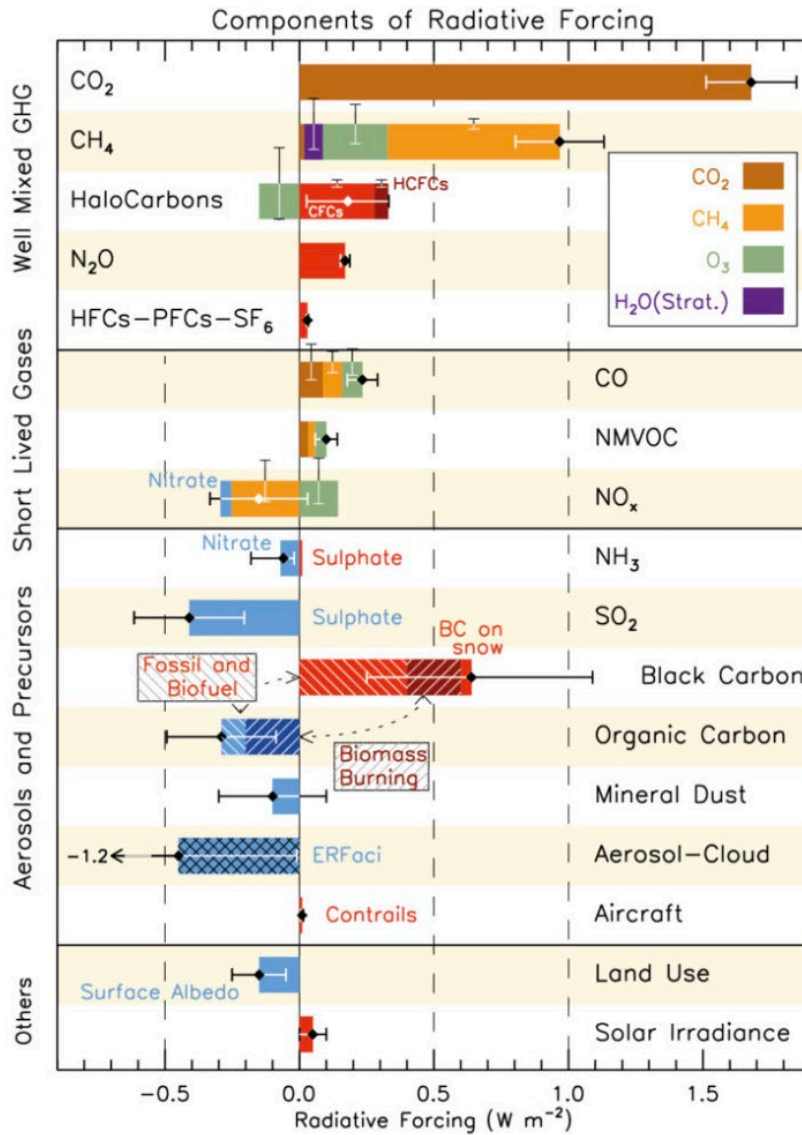 Components of Radiative Forcing
Well Mixed GHG
CO₂
CH₄
HaloCarbons
CFCs
HCFCs
N₂O
HFCs-PFCs-SF₆
CO₂
CH₄
O₃
H₂O(Strat.)
Short Lived Gases
CO
NMVOC
Nitrate
NOₓ
Aerosols and Precursors
Nitrate
Sulphate
NH₃
Sulphate
SO₂
BC on
snow
Fossil and
Biofuel
Black Carbon
Organic Carbon
Biomass
Burning
Mineral Dust
-1.2
ERFaci
Aerosol-Cloud
Contrails
Aircraft
Others
Land Use
Surface Albedo
Solar Irradiance
-0.5 0.0 0.5 1.0 1.5
Radiative Forcing (W m⁻²)